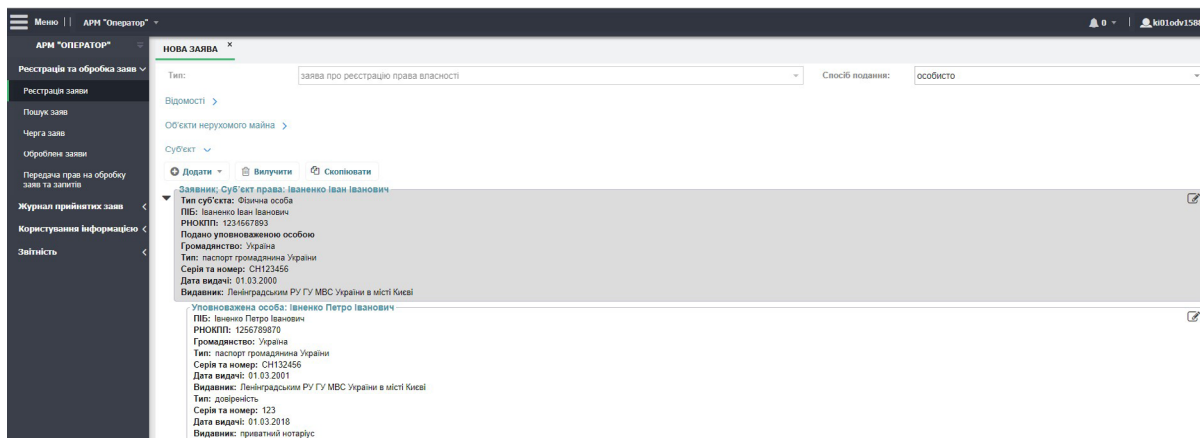 Меню || АРМ "Оператор" 0 ki01odv1588
АРМ "ОПЕРАТОР"
НОВА ЗАЯВА x
Реєстрація та обробка заяв
Реєстрація заяви
Пошук заяв
Черга заяв
Оброблені заяви
Передача прав на обробку
заяв та запитів
Журнал прийнятих заяв
Користування інформацією
Звітність
Тип: заява про реєстрацію права власності Спосіб подання: особисто
Відомості
Об'єкти нерухомого майна
Суб'єкт
Додати Вилучити Скопіювати
Заявник; Суб'єкт права: Іваненко Іван Іванович
Тип суб'єкта: Фізична особа
ПІБ: Іваненко Іван Іванович
РНОКПП: 1234567893
Подано уповноваженою особою
Громадянство: Україна
Тип: паспорт громадянина України
Серія та номер: СН123456
Дата видачі: 01.03.2000
Видавник: Ленінградським РУ ГУ МВС України в місті Києві
Уповноважена особа: Івненко Петро Іванович
ПІБ: Івненко Петро Іванович
РНОКПП: 1256789870
Громадянство: Україна
Тип: паспорт громадянина України
Серія та номер: СН132456
Дата видачі: 01.03.2001
Видавник: Ленінградським РУ ГУ МВС України в місті Києві
Тип: довіреність
Серія та номер: 123
Дата видачі: 01.03.2018
Видавник: приватний нотаріус